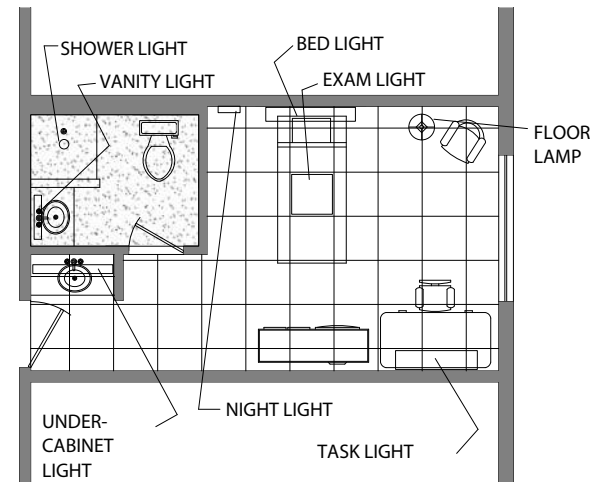 SHOWER LIGHT
BED LIGHT
VANITY LIGHT
EXAM LIGHT
FLOOR
LAMP
NIGHT LIGHT
UNDER-
CABINET
LIGHT
TASK LIGHT